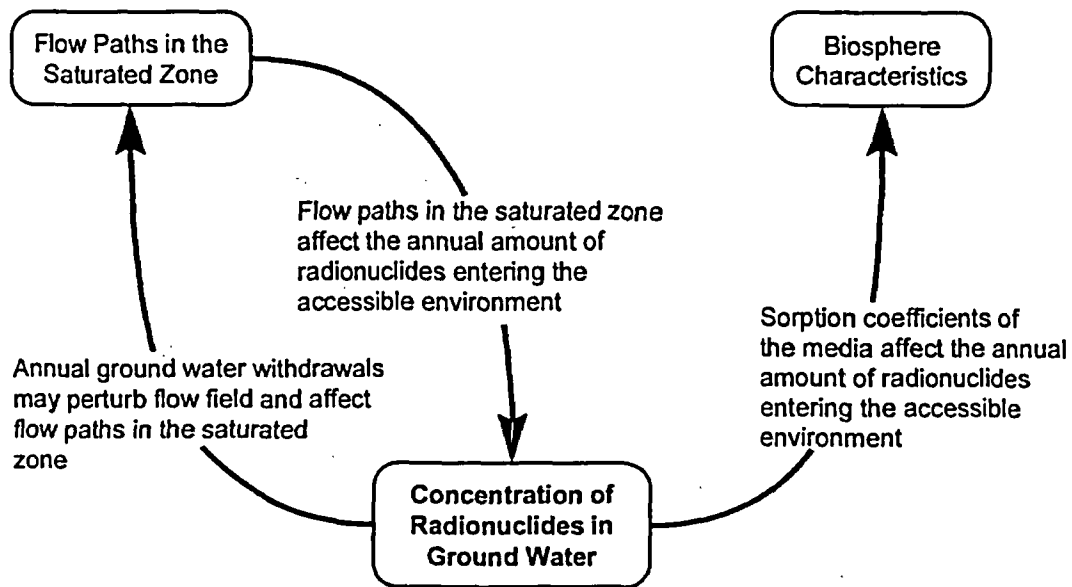 Flow Paths in the
Saturated Zone
Biosphere
Characteristics
Flow paths in the saturated zone
affect the annual amount of
radionuclides entering the
accessible environment
Sorption coefficients of
the media affect the annual
amount of radionuclides
entering the accessible
environment
Annual ground water withdrawals
may perturb flow field and affect
flow paths in the saturated
zone
Concentration of
Radionuclides in
Ground Water